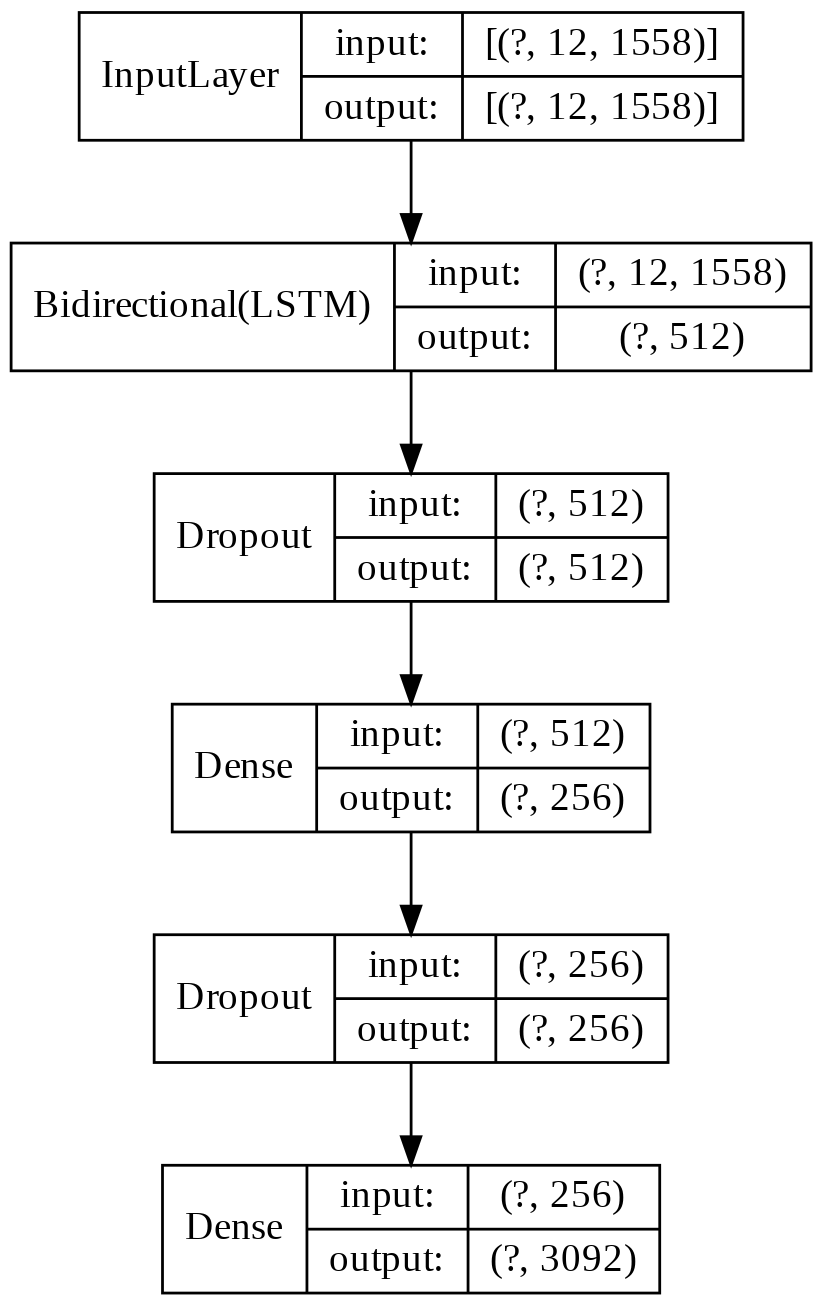 InputLayer
input: [(?, 12, 1558)]
output: [(?, 12, 1558)]
Bidirectional(LSTM)
input: (?, 12, 1558)
output: (?, 512)
Dropout
input: (?, 512)
output: (?, 512)
Dense
input: (?, 512)
output: (?, 256)
Dropout
input: (?, 256)
output: (?, 256)
Dense
input: (?, 256)
output: (?, 3092)